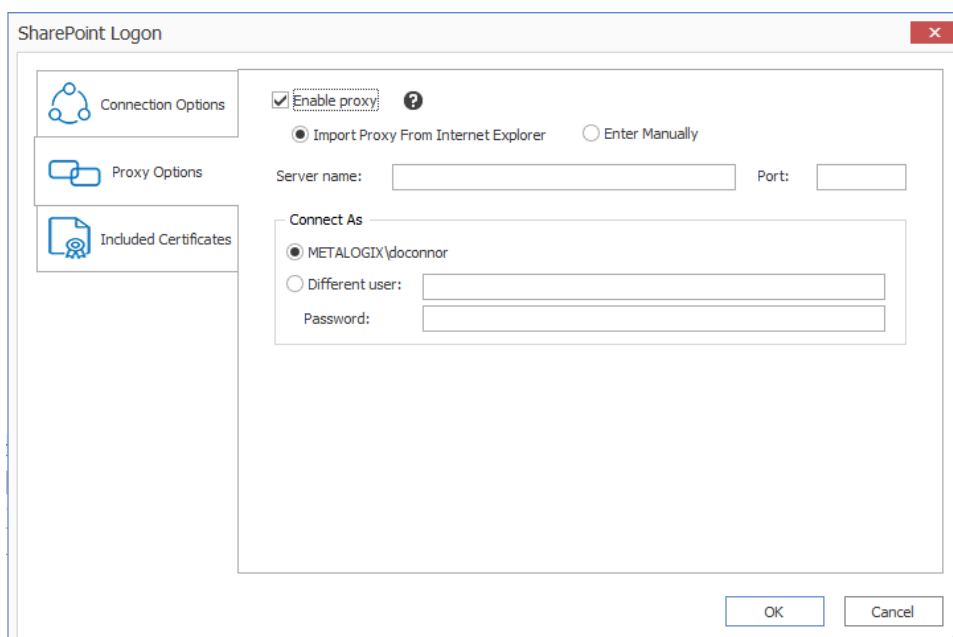 SharePoint Logon
Connection Options
Enable proxy
Import Proxy From Internet Explorer
Enter Manually
Proxy Options
Server name:
Port:
Connect As
Included Certificates
METALOGIX\doconnor
Different user:
Password:
OK
Cancel